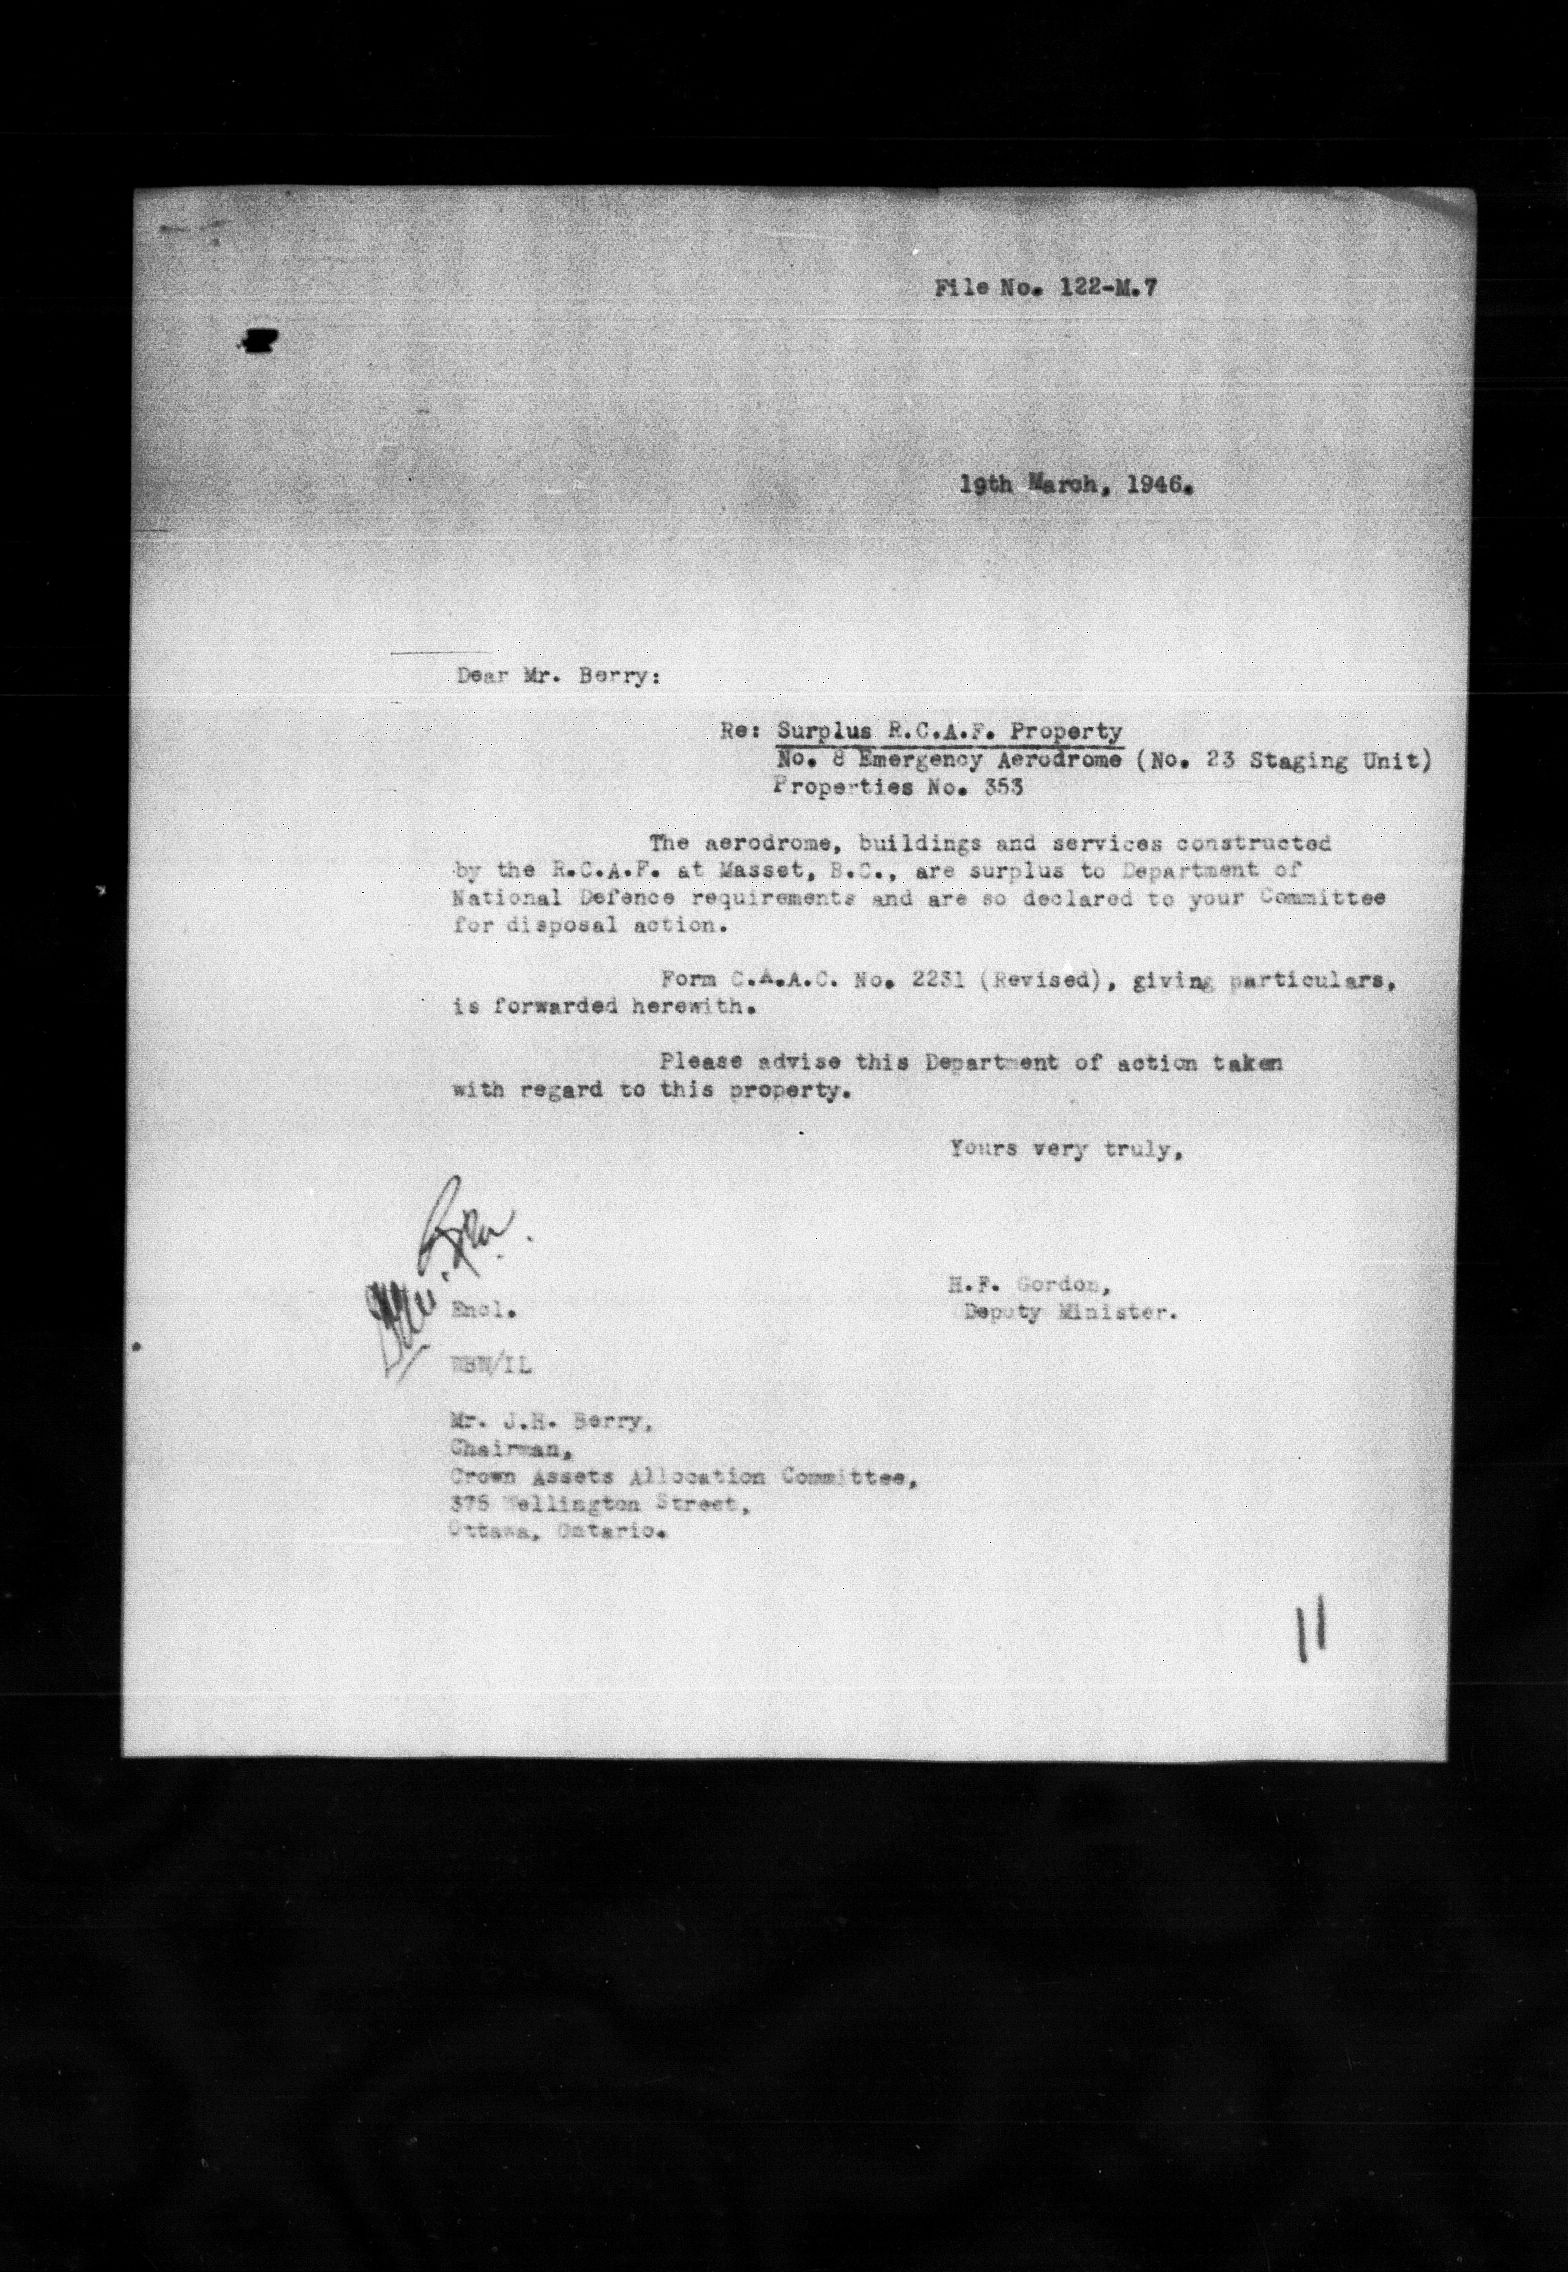 File No. 122-M.7
19th March, 1946.
Dear Mr. Berry:
Re: Surplus R.C.A.F. Property
No. 8 Emergency Aerodrome (No. 23 Staging Unit)
Properties No. 353
The aerodrome, buildings and services constructed
by the R.C.A.F. at Masset, B.C., are surplus to Department of
National Defence requirements and are so declared to your Committee
for disposal action.
Form C.A.A.C. No. 2231 (Revised), giving particulars,
is forwarded herewith.
Please advise this Department of action taken
with regard to this property.
Yours very truly,
H.F. Gordon,
Deputy Minister.
Encl.
Mr. J.H. Berry,
Chairman,
Crown Assets Allocation Committee,
375 Wellington Street,
Ottawa, Ontario.
11